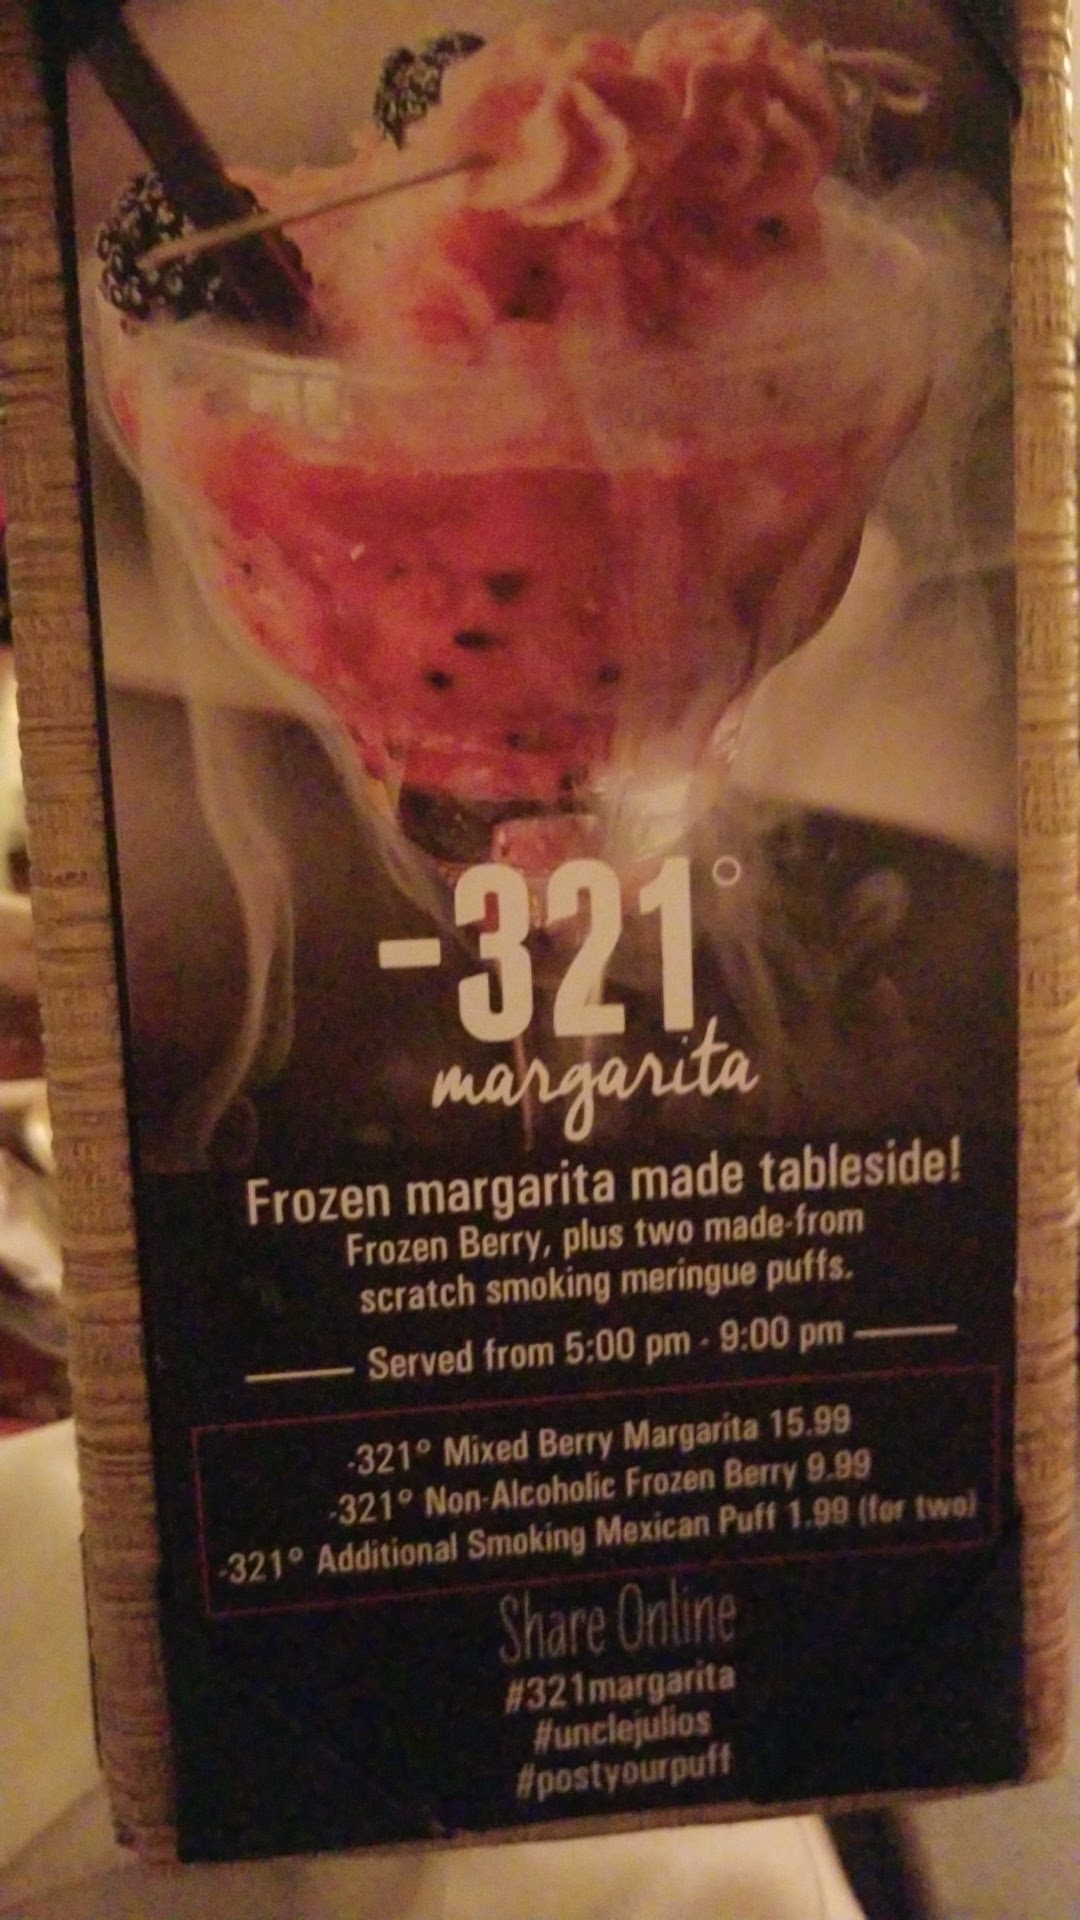 -321°
margarita
Frozen margarita made tableside!
Frozen Berry, plus two made-from
scratch smoking meringue puffs.
Served from 5:00 pm - 9:00 pm
-321° Mixed Berry Margarita 15.99
-321° Non-Alcoholic Frozen Berry 9.99
-321° Additional Smoking Mexican Puff 1.99 (for two)
Share Online
#321margarita
#unclejulios
#postyourpuff